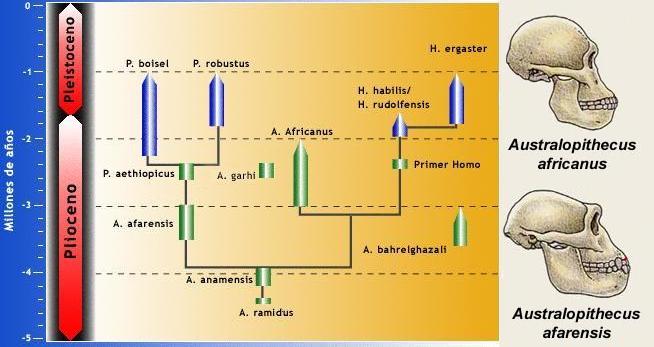 Millones de años
0
-1
-2
-3
-4
-5
Pleistoceno
Plioceno
H. ergaster
P. boisei
P. robustus
H. habilis/
H. rudolfensis
A. Africanus
Primer Homo
P. aethiopicus
A. garhi
A. afarensis
A. bahrelghazali
A. anamensis
A. ramidus
Australopithecus
africanus
Australopithecus
afarensis